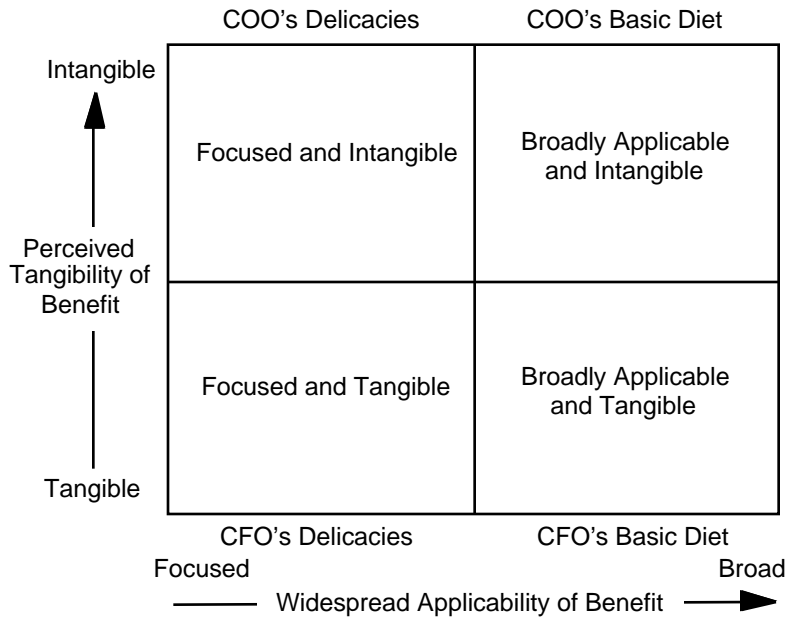 COO’s Delicacies
COO’s Basic Diet
Intangible
Focused and Intangible
Broadly Applicable
and Intangible
Perceived
Tangibility of
Benefit
Focused and Tangible
Broadly Applicable
and Tangible
Tangible
CFO’s Delicacies
CFO’s Basic Diet
Focused
Broad
Widespread Applicability of Benefit